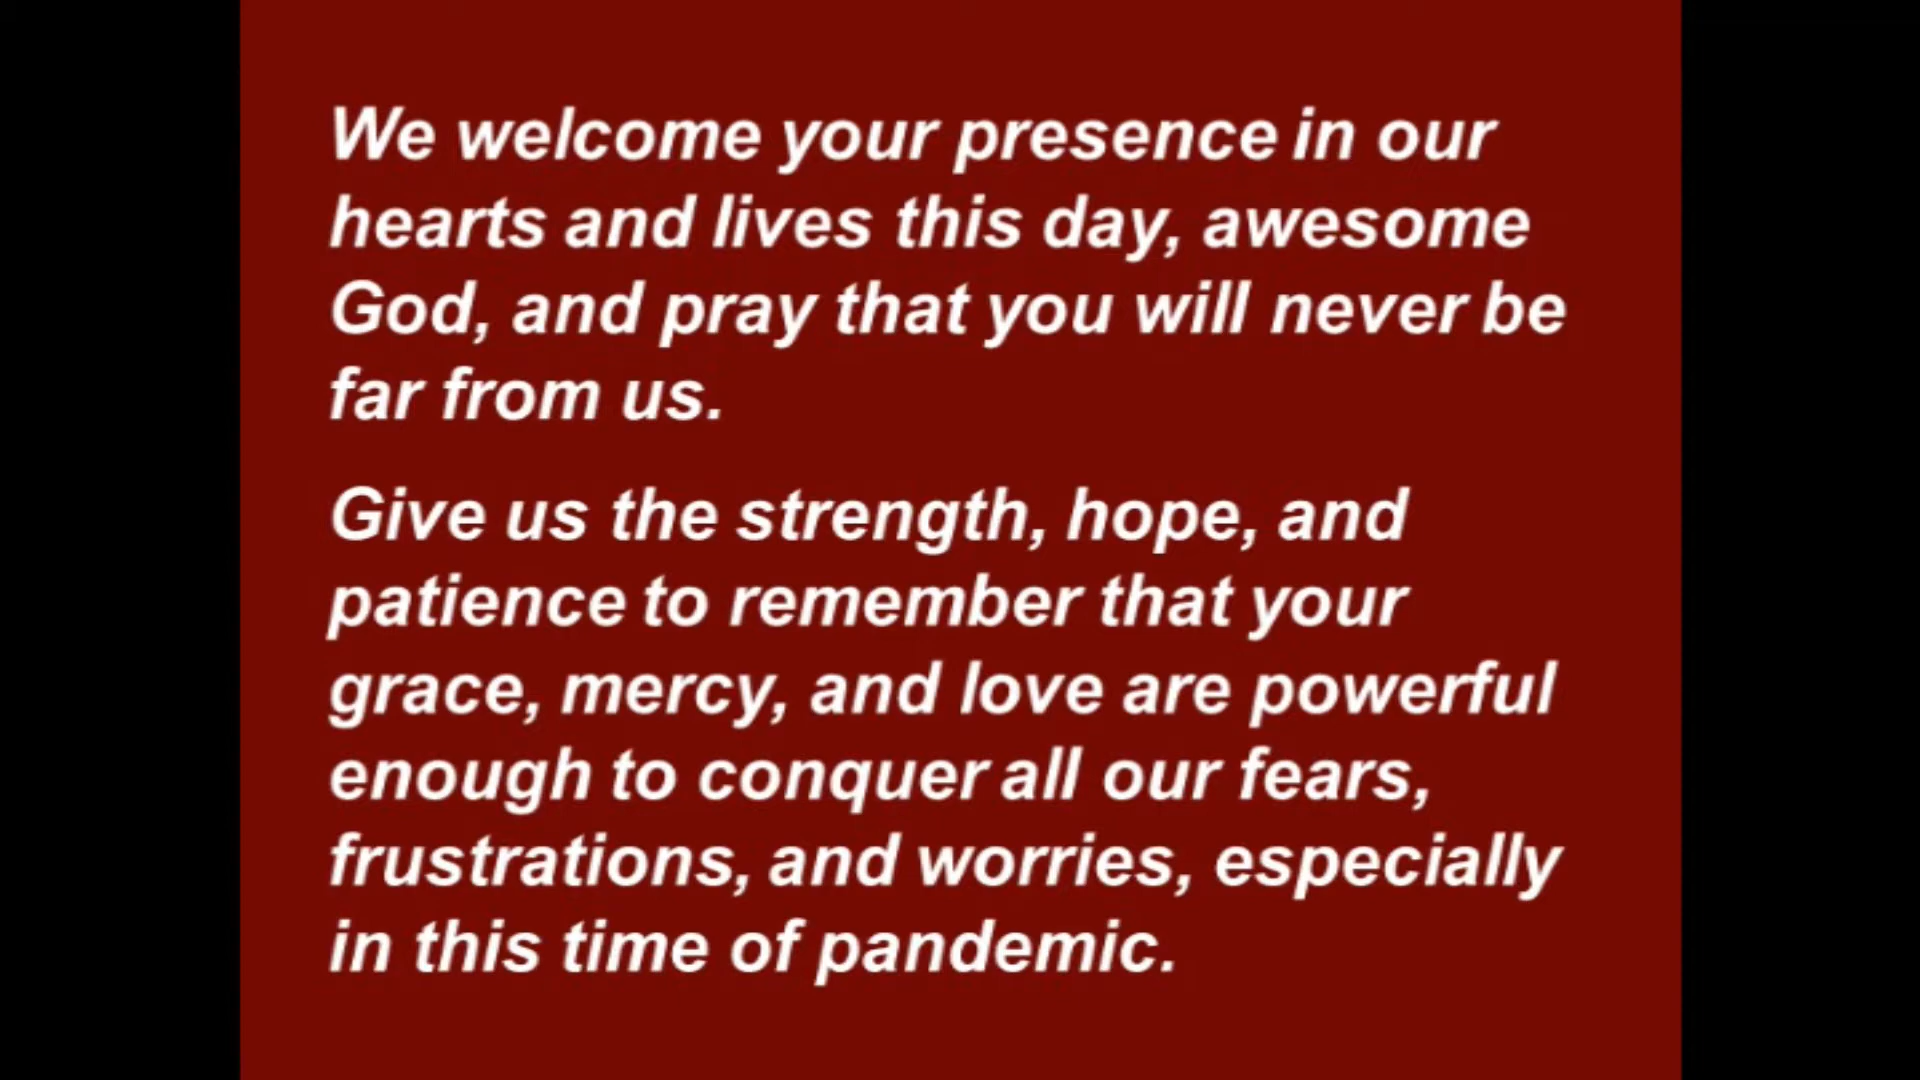 We welcome your presence in our
hearts and lives this day, awesome
God, and pray that you will never be
far from us.
Give us the strength, hope, and
patience to remember that your
grace, mercy, and love are powerful
enough to conquer all our fears,
frustrations, and worries, especially
in this time of pandemic.